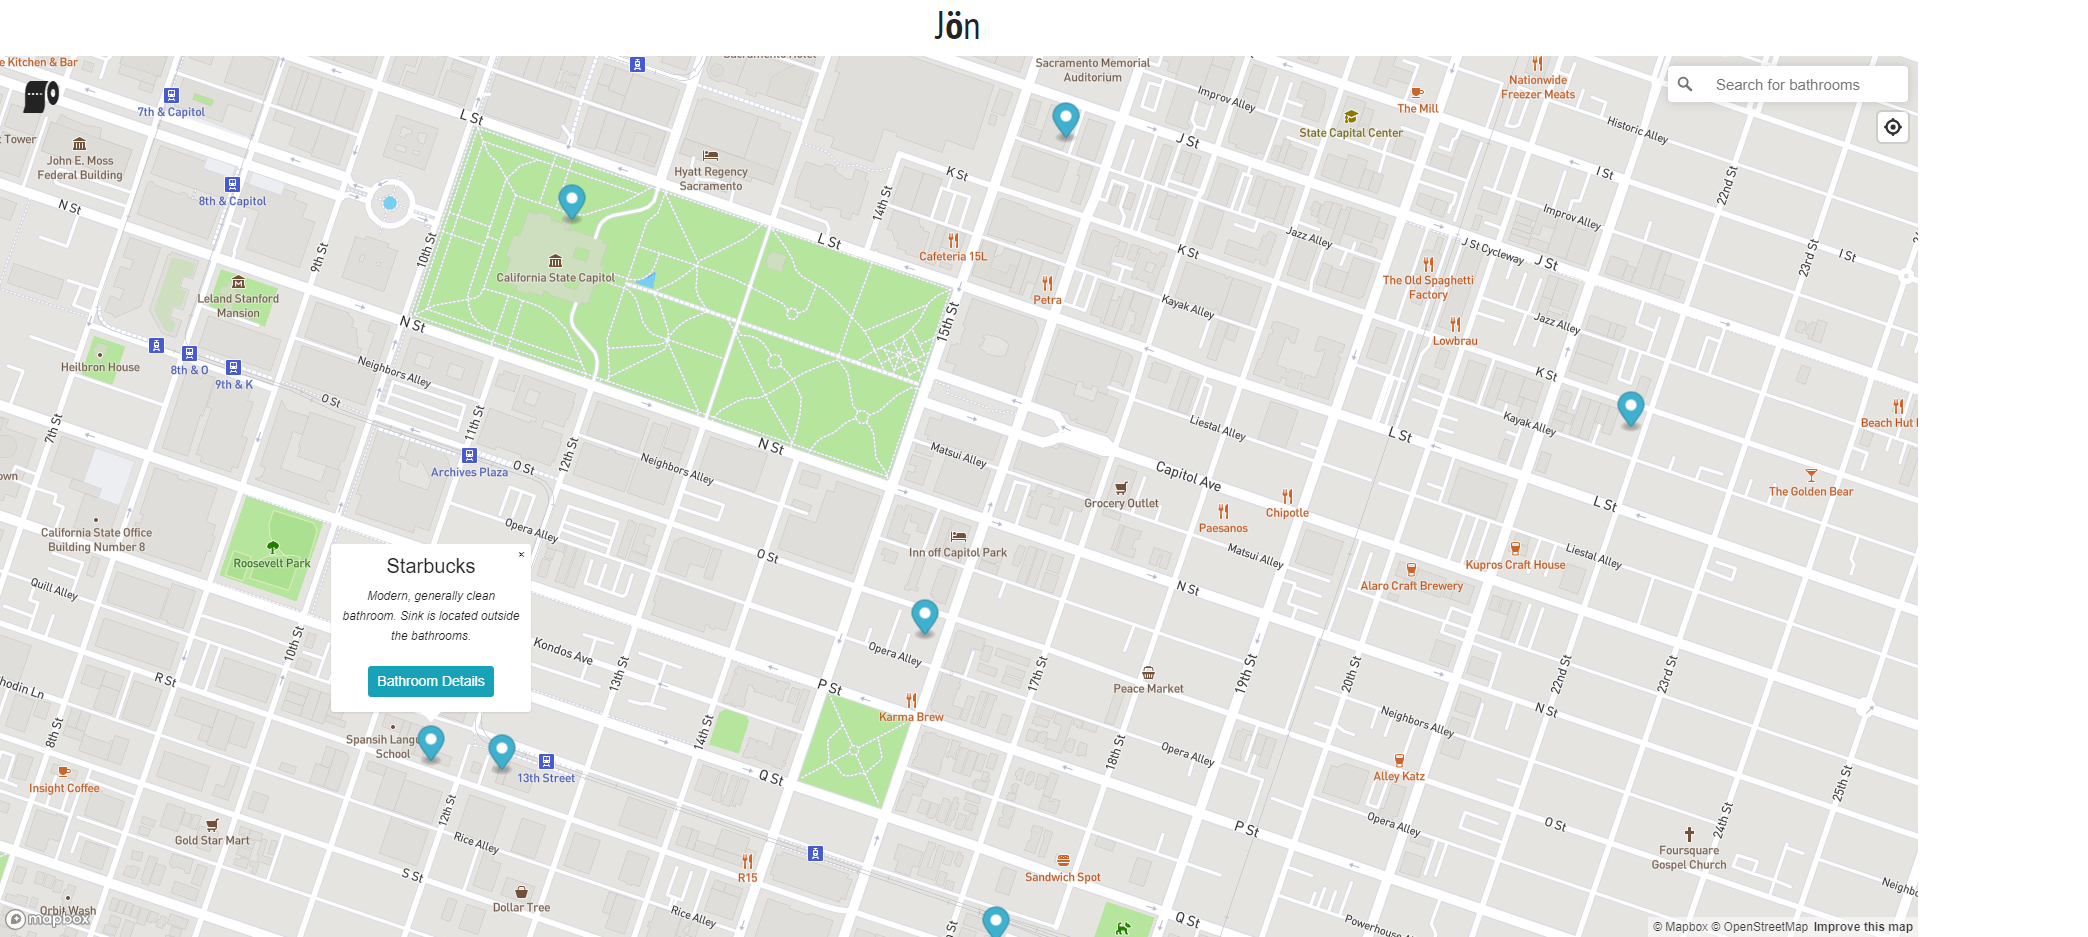 Jön
Search for bathrooms
Kitchen & Bar
7th & Capitol
Tower
John E. Moss
Federal Building
8th & Capitol
N St
9th St
10th St
L St
Leland Stanford
Mansion
Heilbron House
8th & O
9th & K
N St
Neighbors Alley
O St
7th St
11th St
Archives Plaza
O St
12th St
California State Office
Building Number 8
Roosevelt Park
Quill Alley
Opera Alley
California State Capitol
Hyatt Regency
Sacramento
14th St
L St
15th St
N St
Neighbors Alley
Sacramento Memorial
Auditorium
K St
Improv Alley
J St
State Capital Center
The Mill
Nationwide
Freezer Meats
Historic Alley
I St
22nd St
Cafeteria 15L
Petra
K St
Jazz Alley
Kayak Alley
J St Cycleway
J St
Improv Alley
The Old Spaghetti
Factory
Lowbrau
Jazz Alley
23rd St
I St
K St
Kayak Alley
Beach Hut
The Golden Bear
L St
Liestal Alley
L St
Capitol Ave
Matsui Alley
Grocery Outlet
Paesanos
Chipotle
Matsui Alley
Inn off Capitol Park
O St
N St
Kupros Craft House
Liestal Alley
Alaro Craft Brewery
Starbucks
×
Modern, generally clean
bathroom. Sink is located outside
the bathrooms.
Bathroom Details
10th St
Kondos Ave
13th St
R St
8th St
Spansih Langu
School
13th Street
12th St
Insight Coffee
Gold Star Mart
Rice Alley
S St
Dollar Tree
Orbit Wash
mapbox
Rice Alley
R15
14th St
P St
Q St
Opera Alley
Karma Brew
17th St
Peace Market
18th St
19th St
20th St
Opera Alley
P St
Sandwich Spot
Q St
22nd St
23rd St
N St
Neighbors Alley
Alley Katz
Opera Alley
O St
24th St
25th St
Foursquare
Gospel Church
Powerhouse
Neighb
© Mapbox © OpenStreetMap Improve this map